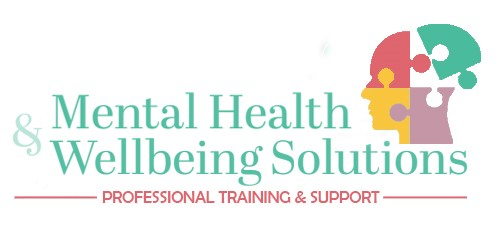 Mental Health
& Wellbeing Solutions
PROFESSIONAL TRAINING & SUPPORT